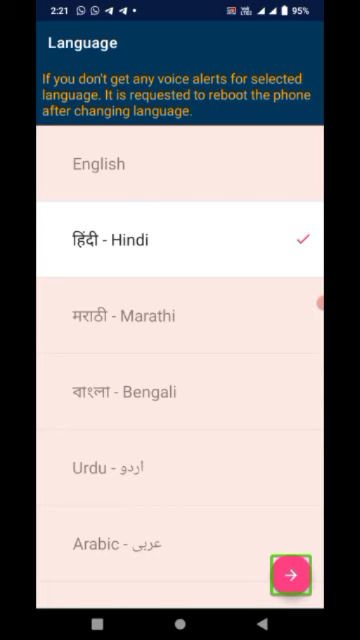 2:21 95%
Language
If you don't get any voice alerts for selected
language. It is requested to reboot the phone
after changing language.
English
हिंदी - Hindi
मराठी - Marathi
বাংলা - Bengali
Urdu - اردو
Arabic - عربی